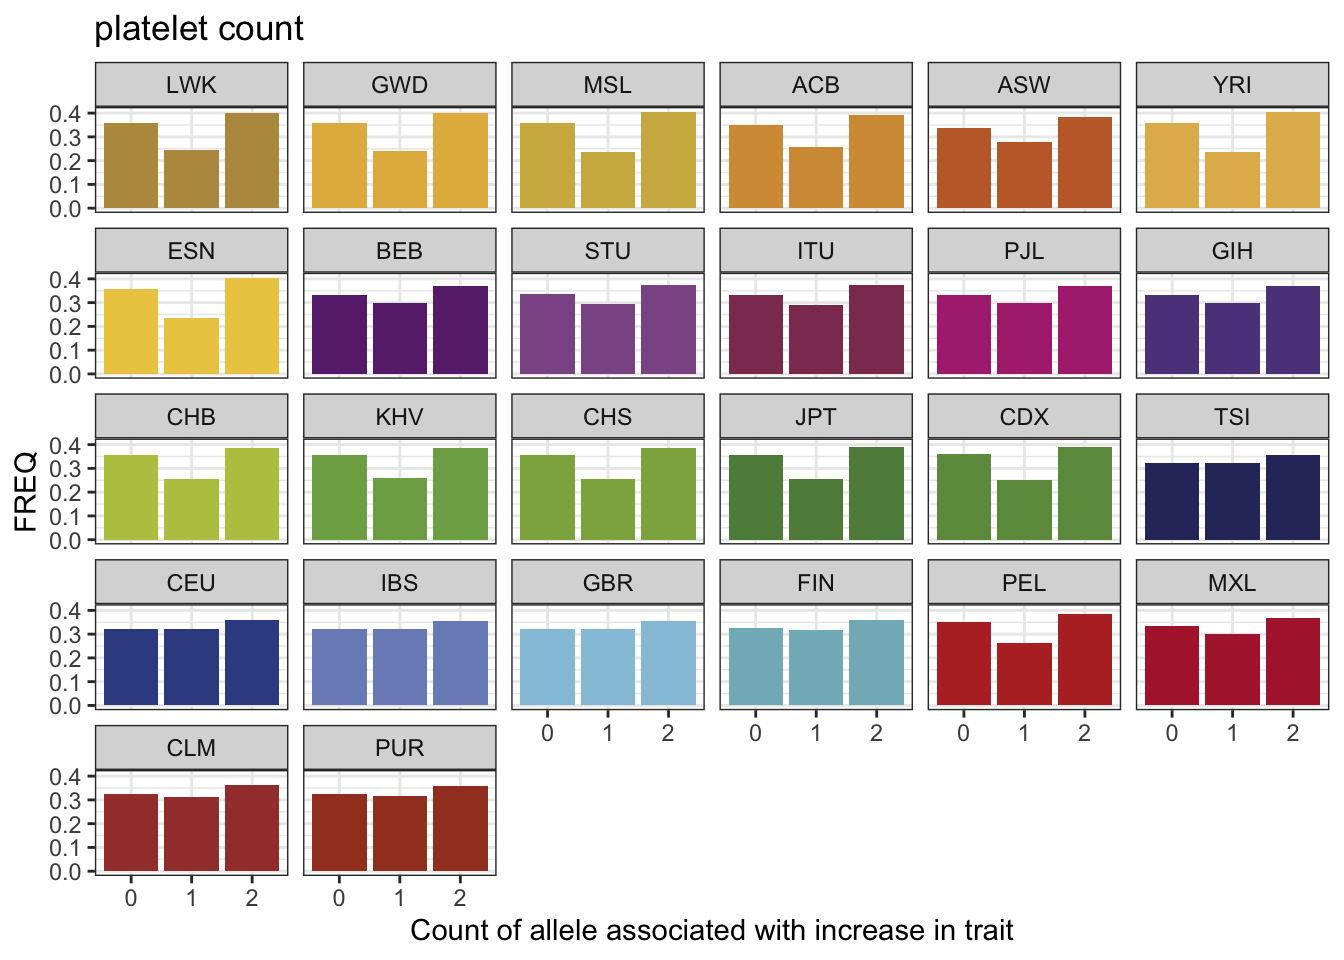 platelet count
LWK GWD MSL ACB ASW YRI
0.4
0.3
0.2
0.1
0.0
ESN BEB STU ITU PJL GIH
0.4
0.3
0.2
0.1
0.0
CHB KHV CHS JPT CDX TSI
0.4
0.3
0.2
0.1
0.0
FREQ
CEU IBS GBR FIN PEL MXL
0.4
0.3
0.2
0.1
0.0
0 1 2 0 1 2 0 1 2 0 1 2
CLM PUR
0.4
0.3
0.2
0.1
0.0
0 1 2 0 1 2
Count of allele associated with increase in trait